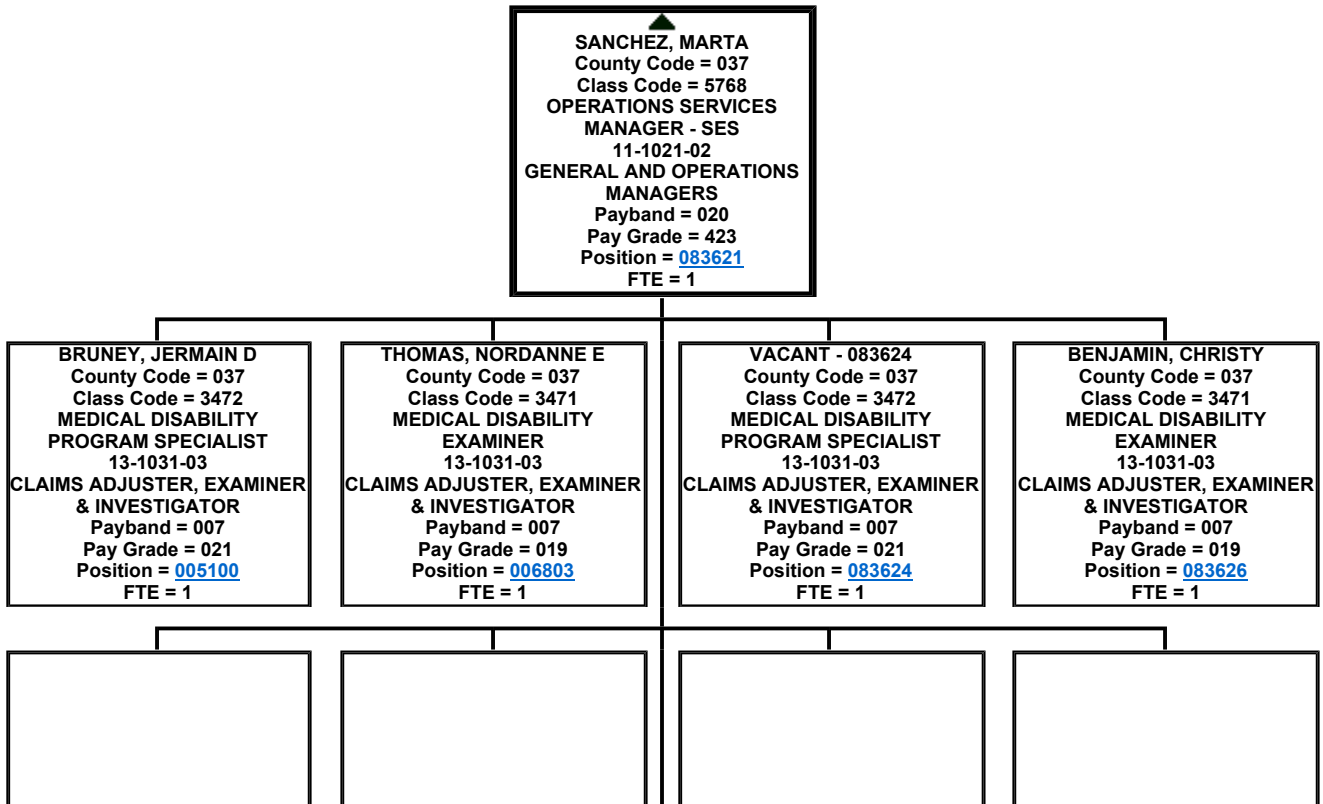 SANCHEZ, MARTA
County Code = 037
Class Code = 5768
OPERATIONS SERVICES
MANAGER - SES
11-1021-02
GENERAL AND OPERATIONS
MANAGERS
Payband = 020
Pay Grade = 423
Position = 083621
FTE = 1
BRUNEY, JERMAIN D
County Code = 037
Class Code = 3472
MEDICAL DISABILITY
PROGRAM SPECIALIST
13-1031-03
CLAIMS ADJUSTER, EXAMINER
& INVESTIGATOR
Payband = 007
Pay Grade = 021
Position = 005100
FTE = 1
THOMAS, NORDANNE E
County Code = 037
Class Code = 3471
MEDICAL DISABILITY
EXAMINER
13-1031-03
CLAIMS ADJUSTER, EXAMINER
& INVESTIGATOR
Payband = 007
Pay Grade = 019
Position = 006803
FTE = 1
VACANT - 083624
County Code = 037
Class Code = 3472
MEDICAL DISABILITY
PROGRAM SPECIALIST
13-1031-03
CLAIMS ADJUSTER, EXAMINER
& INVESTIGATOR
Payband = 007
Pay Grade = 021
Position = 083624
FTE = 1
BENJAMIN, CHRISTY
County Code = 037
Class Code = 3471
MEDICAL DISABILITY
EXAMINER
13-1031-03
CLAIMS ADJUSTER, EXAMINER
& INVESTIGATOR
Payband = 007
Pay Grade = 019
Position = 083626
FTE = 1